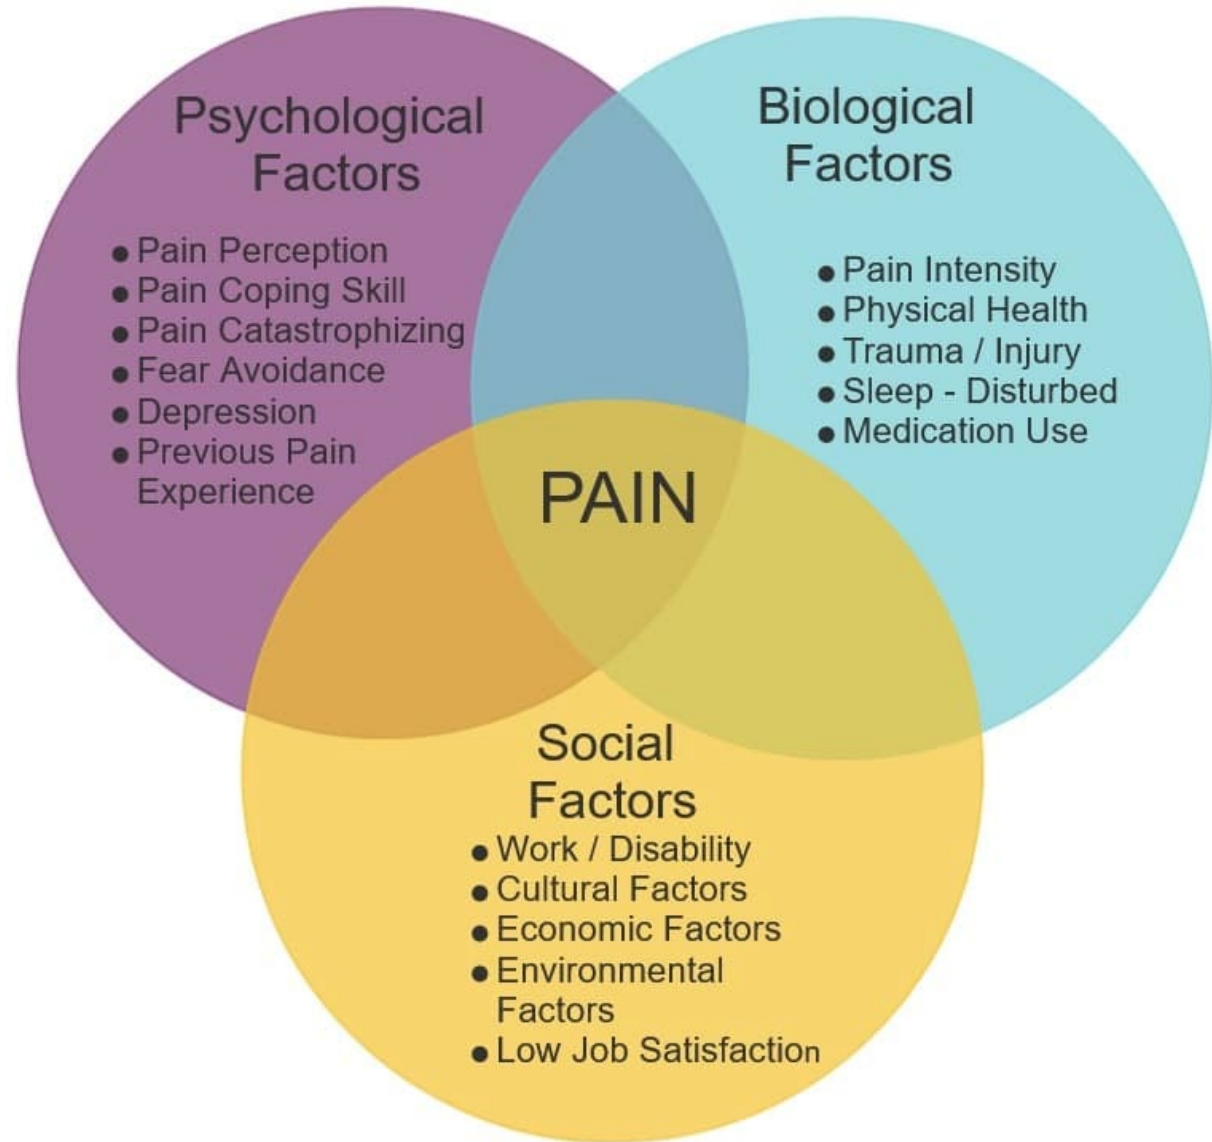 Psychological
Factors
● Pain Perception
● Pain Coping Skill
● Pain Catastrophizing
● Fear Avoidance
● Depression
● Previous Pain
Experience
Biological
Factors
● Pain Intensity
● Physical Health
● Trauma / Injury
● Sleep - Disturbed
● Medication Use
PAIN
Social
Factors
● Work / Disability
● Cultural Factors
● Economic Factors
● Environmental
Factors
● Low Job Satisfaction